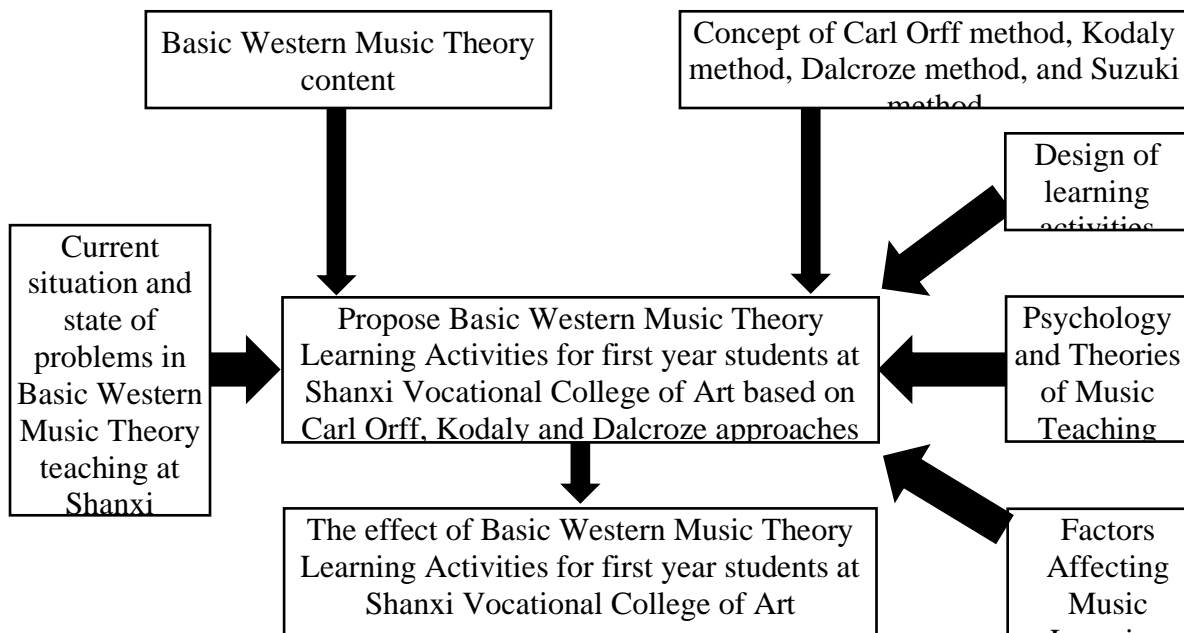 Basic Western Music Theory
content
Concept of Carl Orff method, Kodaly
method, Dalcroze method, and Suzuki
method
Design of
learning
activities
Current
situation and
state of
problems in
Basic Western
Music Theory
teaching at
Shanxi
Propose Basic Western Music Theory
Learning Activities for first year students at
Shanxi Vocational College of Art based on
Carl Orff, Kodaly and Dalcroze approaches
Psychology
and Theories
of Music
Teaching
The effect of Basic Western Music Theory
Learning Activities for first year students at
Shanxi Vocational College of Art
Factors
Affecting
Music